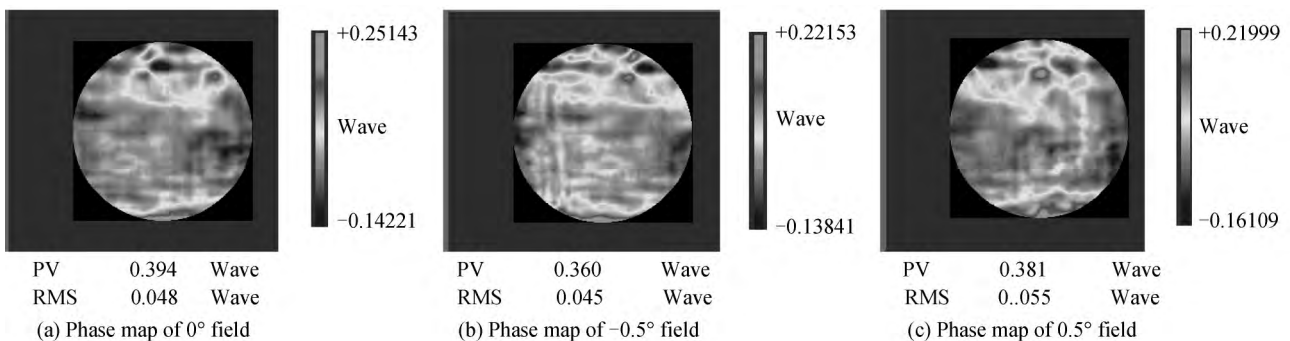 +0.25143
Wave
−0.14221
PV 0.394 Wave
RMS 0.048 Wave
(a) Phase map of 0° field
+0.22153
Wave
−0.13841
PV 0.360 Wave
RMS 0.045 Wave
(b) Phase map of −0.5° field
+0.21999
Wave
−0.16109
PV 0.381 Wave
RMS 0..055 Wave
(c) Phase map of 0.5° field